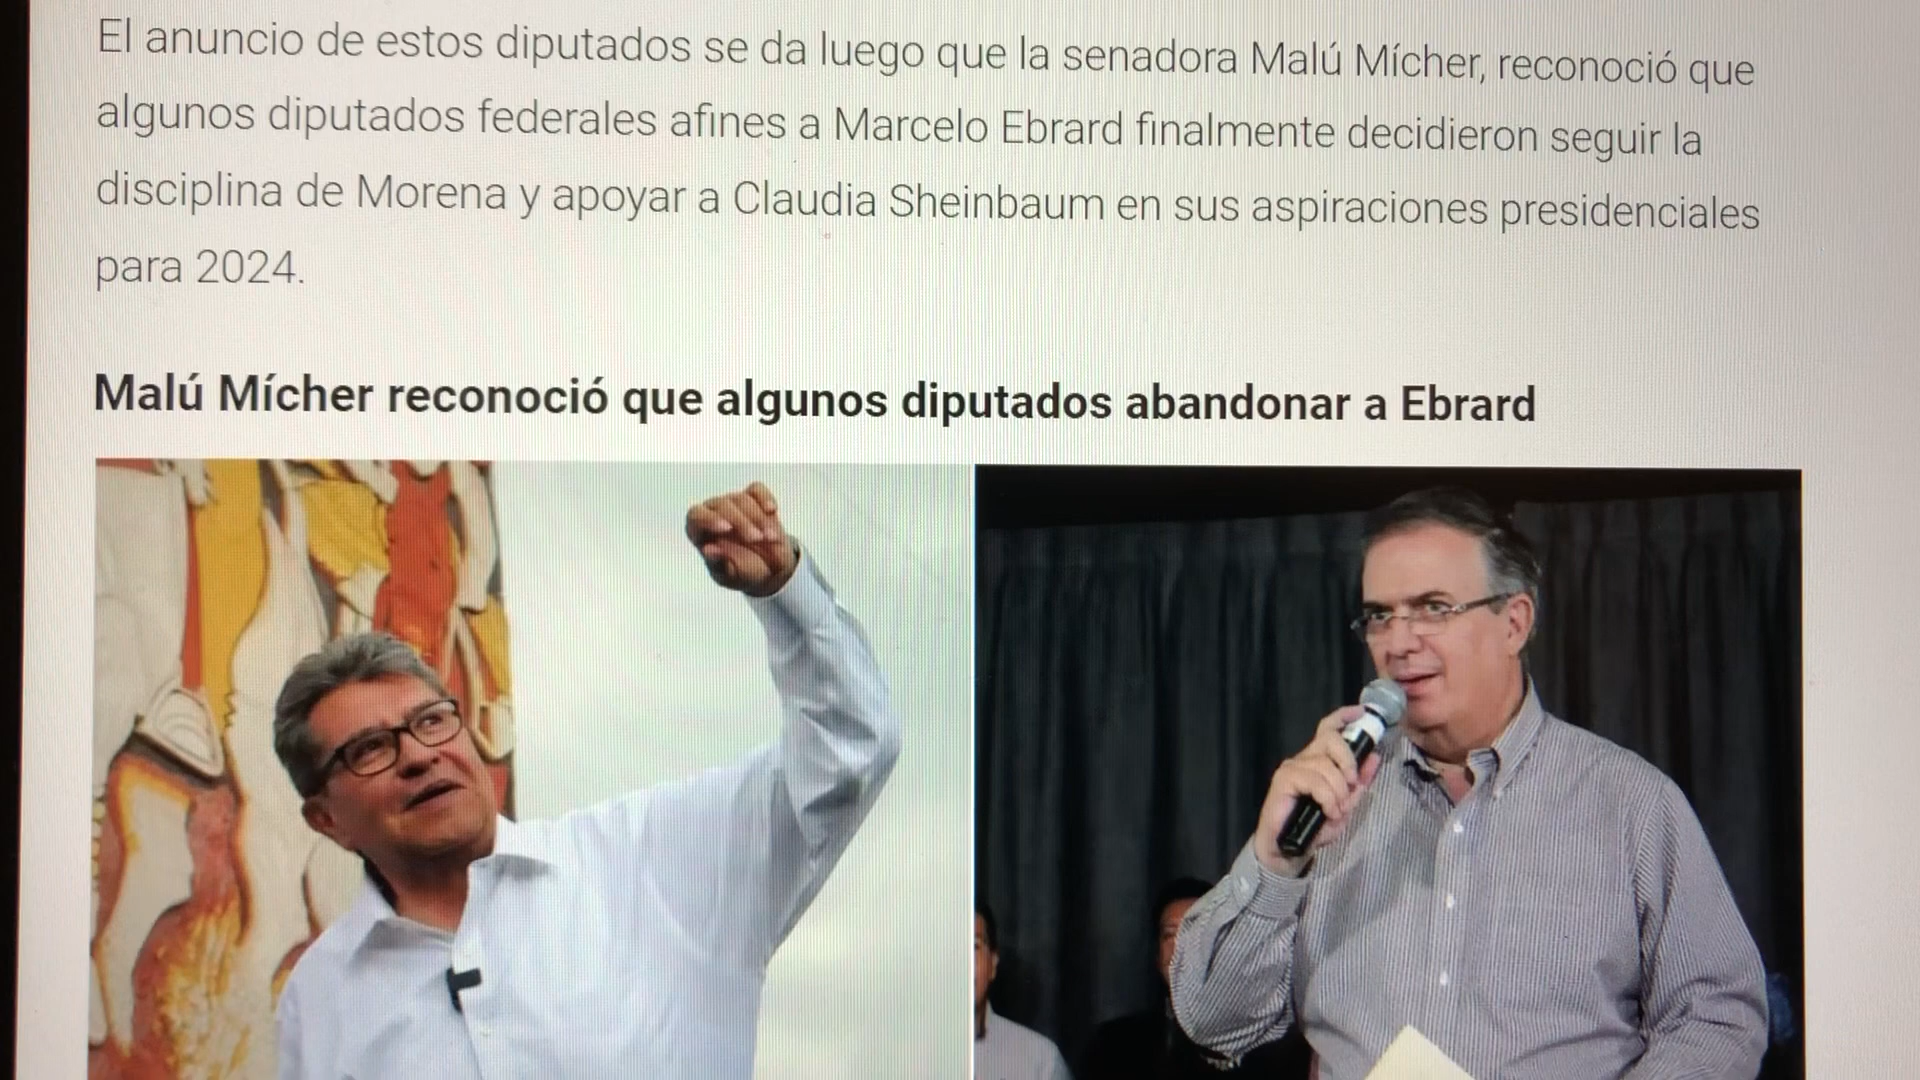 El anuncio de estos diputados se da luego que la senadora Malú Mícher, reconoció que
algunos diputados federales afines a Marcelo Ebrard finalmente decidieron seguir la
disciplina de Morena y apoyar a Claudia Sheinbaum en sus aspiraciones presidenciales
para 2024.
Malú Mícher reconoció que algunos diputados abandonar a Ebrard